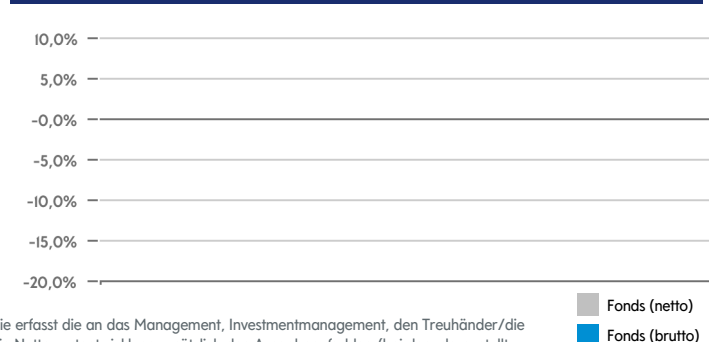 10,0%
5,0%
-0,0%
-5,0%
-10,0%
-15,0%
-20,0%
Fonds (netto)
ie erfasst die an das Management, Investmentmanagement, den Treuhänder/die
Fonds (brutto)